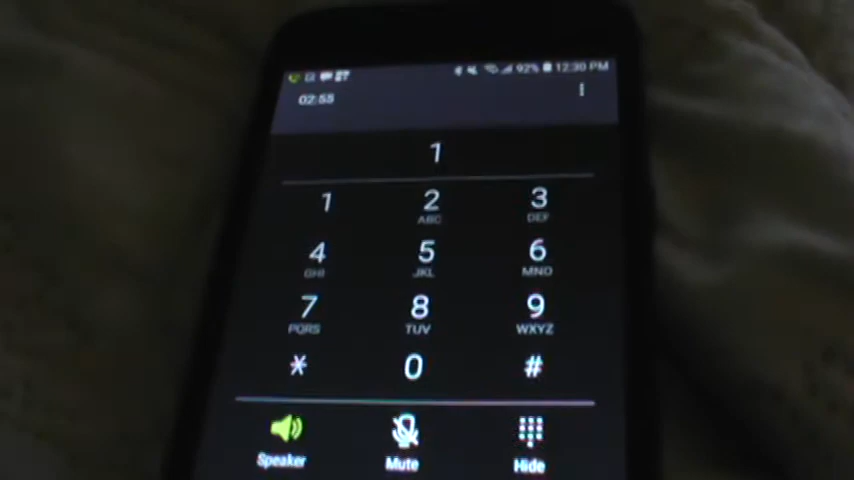 92% 12:30 PM
02:55
1
1 2 3
ABC DEF
4 5 6
GHI JKL MNO
7 8 9
PQRS TUV WXYZ
* 0 #
Speaker Mute Hide